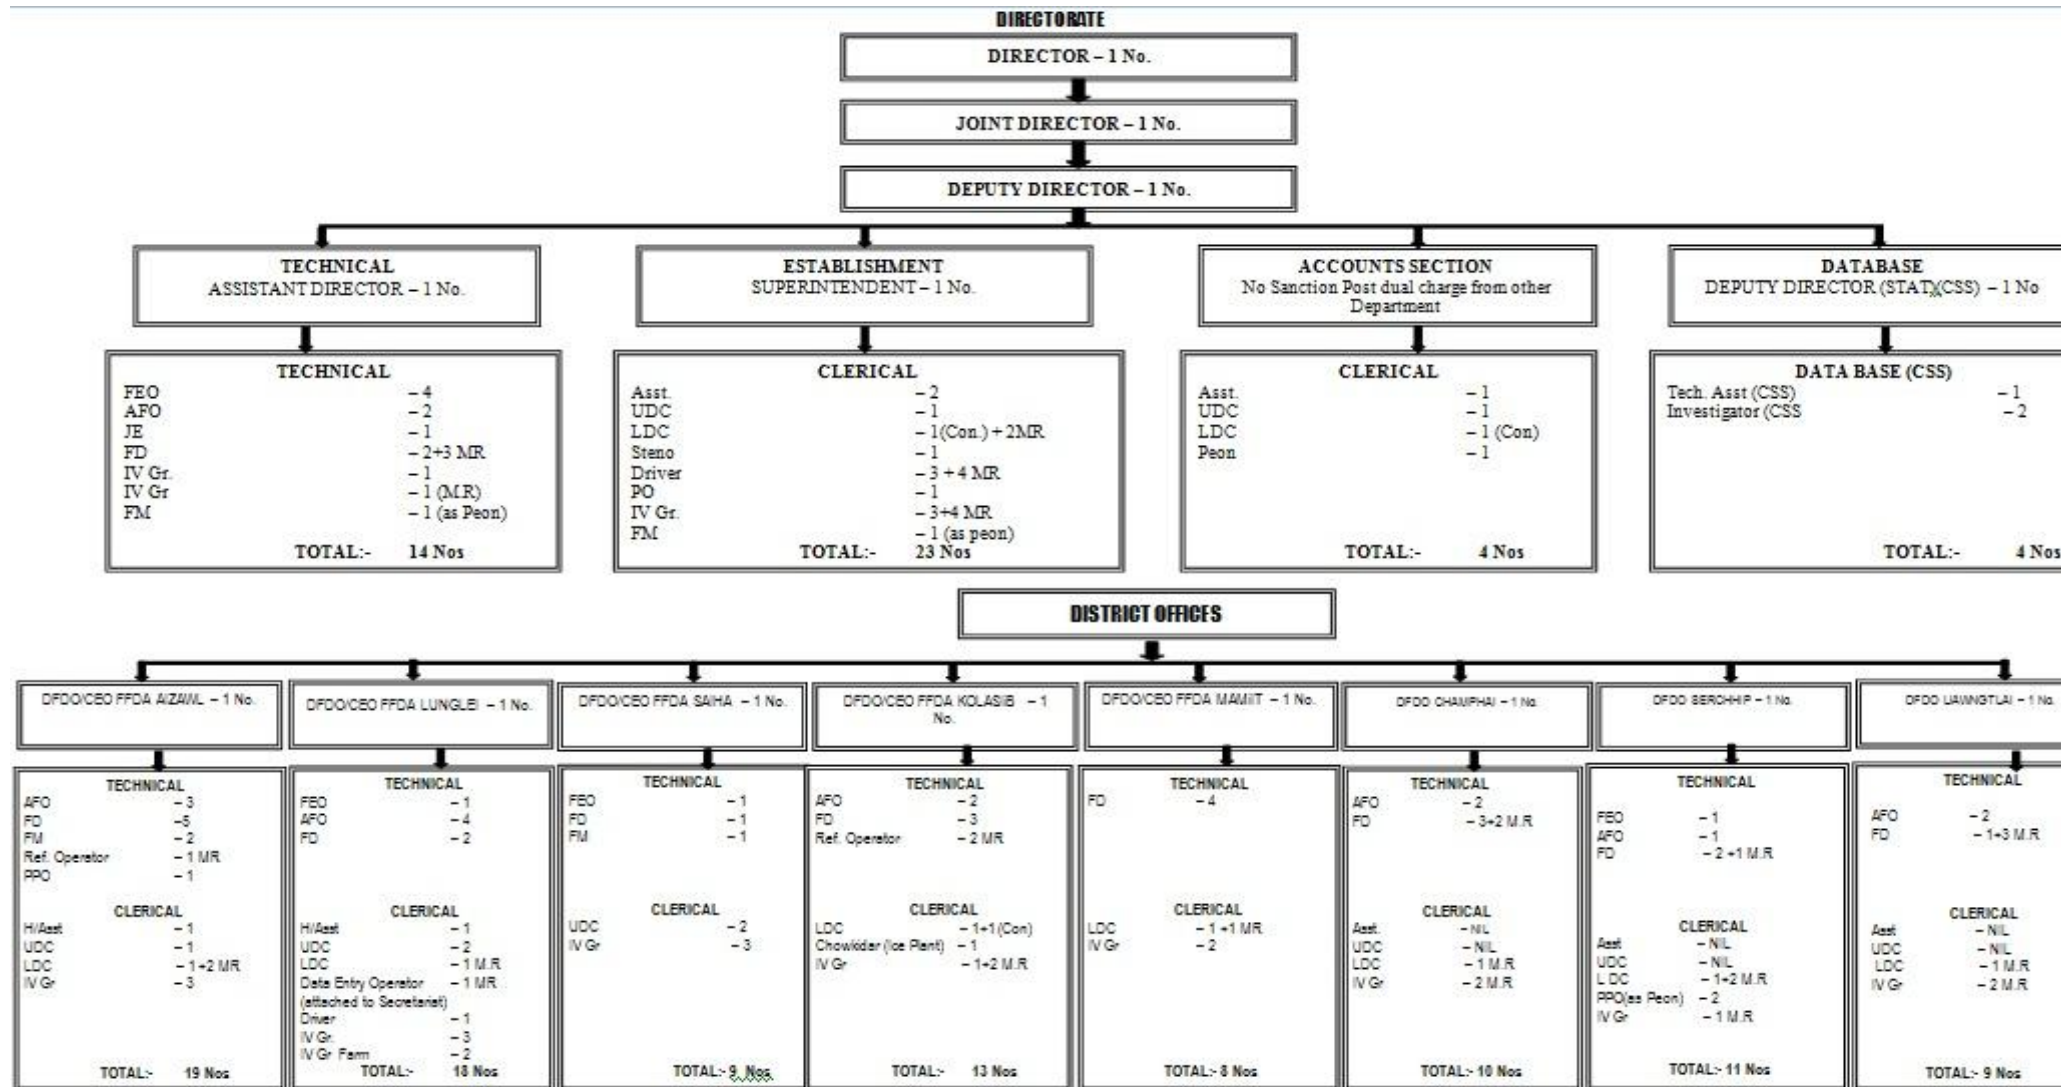 DIRECTORATE
DIRECTOR – 1 No.
JOINT DIRECTOR – 1 No.
DEPUTY DIRECTOR – 1 No.
TECHNICAL
ASSISTANT DIRECTOR – 1 No.
ESTABLISHMENT
SUPERINTENDENT – 1 No.
ACCOUNTS SECTION
No Sanction Post dual charge from other
Department
DATABASE
DEPUTY DIRECTOR (STAT)(CSS) – 1 No
TECHNICAL
FEO – 4
AFO – 2
JE – 1
FD – 2+3 MR
IV Gr. – 1
IV Gr – 1 (M.R)
FM – 1 (as Peon)
TOTAL:- 14 Nos
CLERICAL
Asst. – 2
UDC – 1
LDC – 1(Con.) + 2MR
Steno – 1
Driver – 3 + 4 MR
PO – 1
IV Gr. – 3+4 MR
FM – 1 (as peon)
TOTAL:- 23 Nos
CLERICAL
Asst. – 1
UDC – 1
LDC – 1 (Con)
Peon – 1
TOTAL:- 4 Nos
DATA BASE (CSS)
Tech. Asst (CSS) – 1
Investigator (CSS – 2
TOTAL:- 4 Nos
DISTRICT OFFICES
DFDO/CEO FFDA AIZAWL – 1 No.
DFDO/CEO FFDA LUNGLEI – 1 No.
DFDO/CEO FFDA SAIHA – 1 No.
DFDO/CEO FFDA KOLASIB – 1
No.
DFDO/CEO FFDA MAMIT – 1 No.
DFDO CHAMPHAI – 1 No.
DFDO SERCHHIP – 1 No.
DFDO LAWNGTLAI – 1 No.
TECHNICAL
AFO – 3
FD –5
FM – 2
Ref. Operator – 1 MR
PPO – 1
CLERICAL
H/Asst – 1
UDC – 1
LDC – 1+2 MR
IV Gr – 3
TOTAL:- 19 Nos
TECHNICAL
FEO – 1
AFO – 4
FD – 2
CLERICAL
H/Asst – 1
UDC – 2
LDC – 1 M.R
Data Entry Operator – 1 MR
(attached to Secretariat)
Driver – 1
IV Gr. – 3
IV Gr Farm – 2
TOTAL:- 18 Nos
TECHNICAL
FEO – 1
FD – 1
FM – 1
CLERICAL
UDC – 2
IV Gr – 3
TOTAL:- 9 Nos
TECHNICAL
AFO – 2
FD – 3
Ref. Operator – 2 MR
CLERICAL
LDC – 1+1(Con)
Chowkidar (Ice Plant) – 1
IV Gr – 1+2 M.R
TOTAL:- 13 Nos
TECHNICAL
FD – 4
CLERICAL
LDC – 1 +1 MR
IV Gr – 2
TOTAL:- 8 Nos
TECHNICAL
AFO – 2
FD – 3+2 M.R
CLERICAL
Asst. – NIL
UDC – NIL
LDC – 1 M.R
IV Gr – 2 M.R
TOTAL:- 10 Nos
TECHNICAL
FEO – 1
AFO – 1
FD – 2 +1 M.R
CLERICAL
Asst – NIL
UDC – NIL
L DC – 1+2 M.R
PPO(as Peon) – 2
IV Gr – 1 M.R
TOTAL:- 11 Nos
TECHNICAL
AFO – 2
FD – 1+3 M.R
CLERICAL
Asst – NIL
UDC – NIL
LDC – 1 M.R
IV Gr – 2 M.R
TOTAL:- 9 Nos